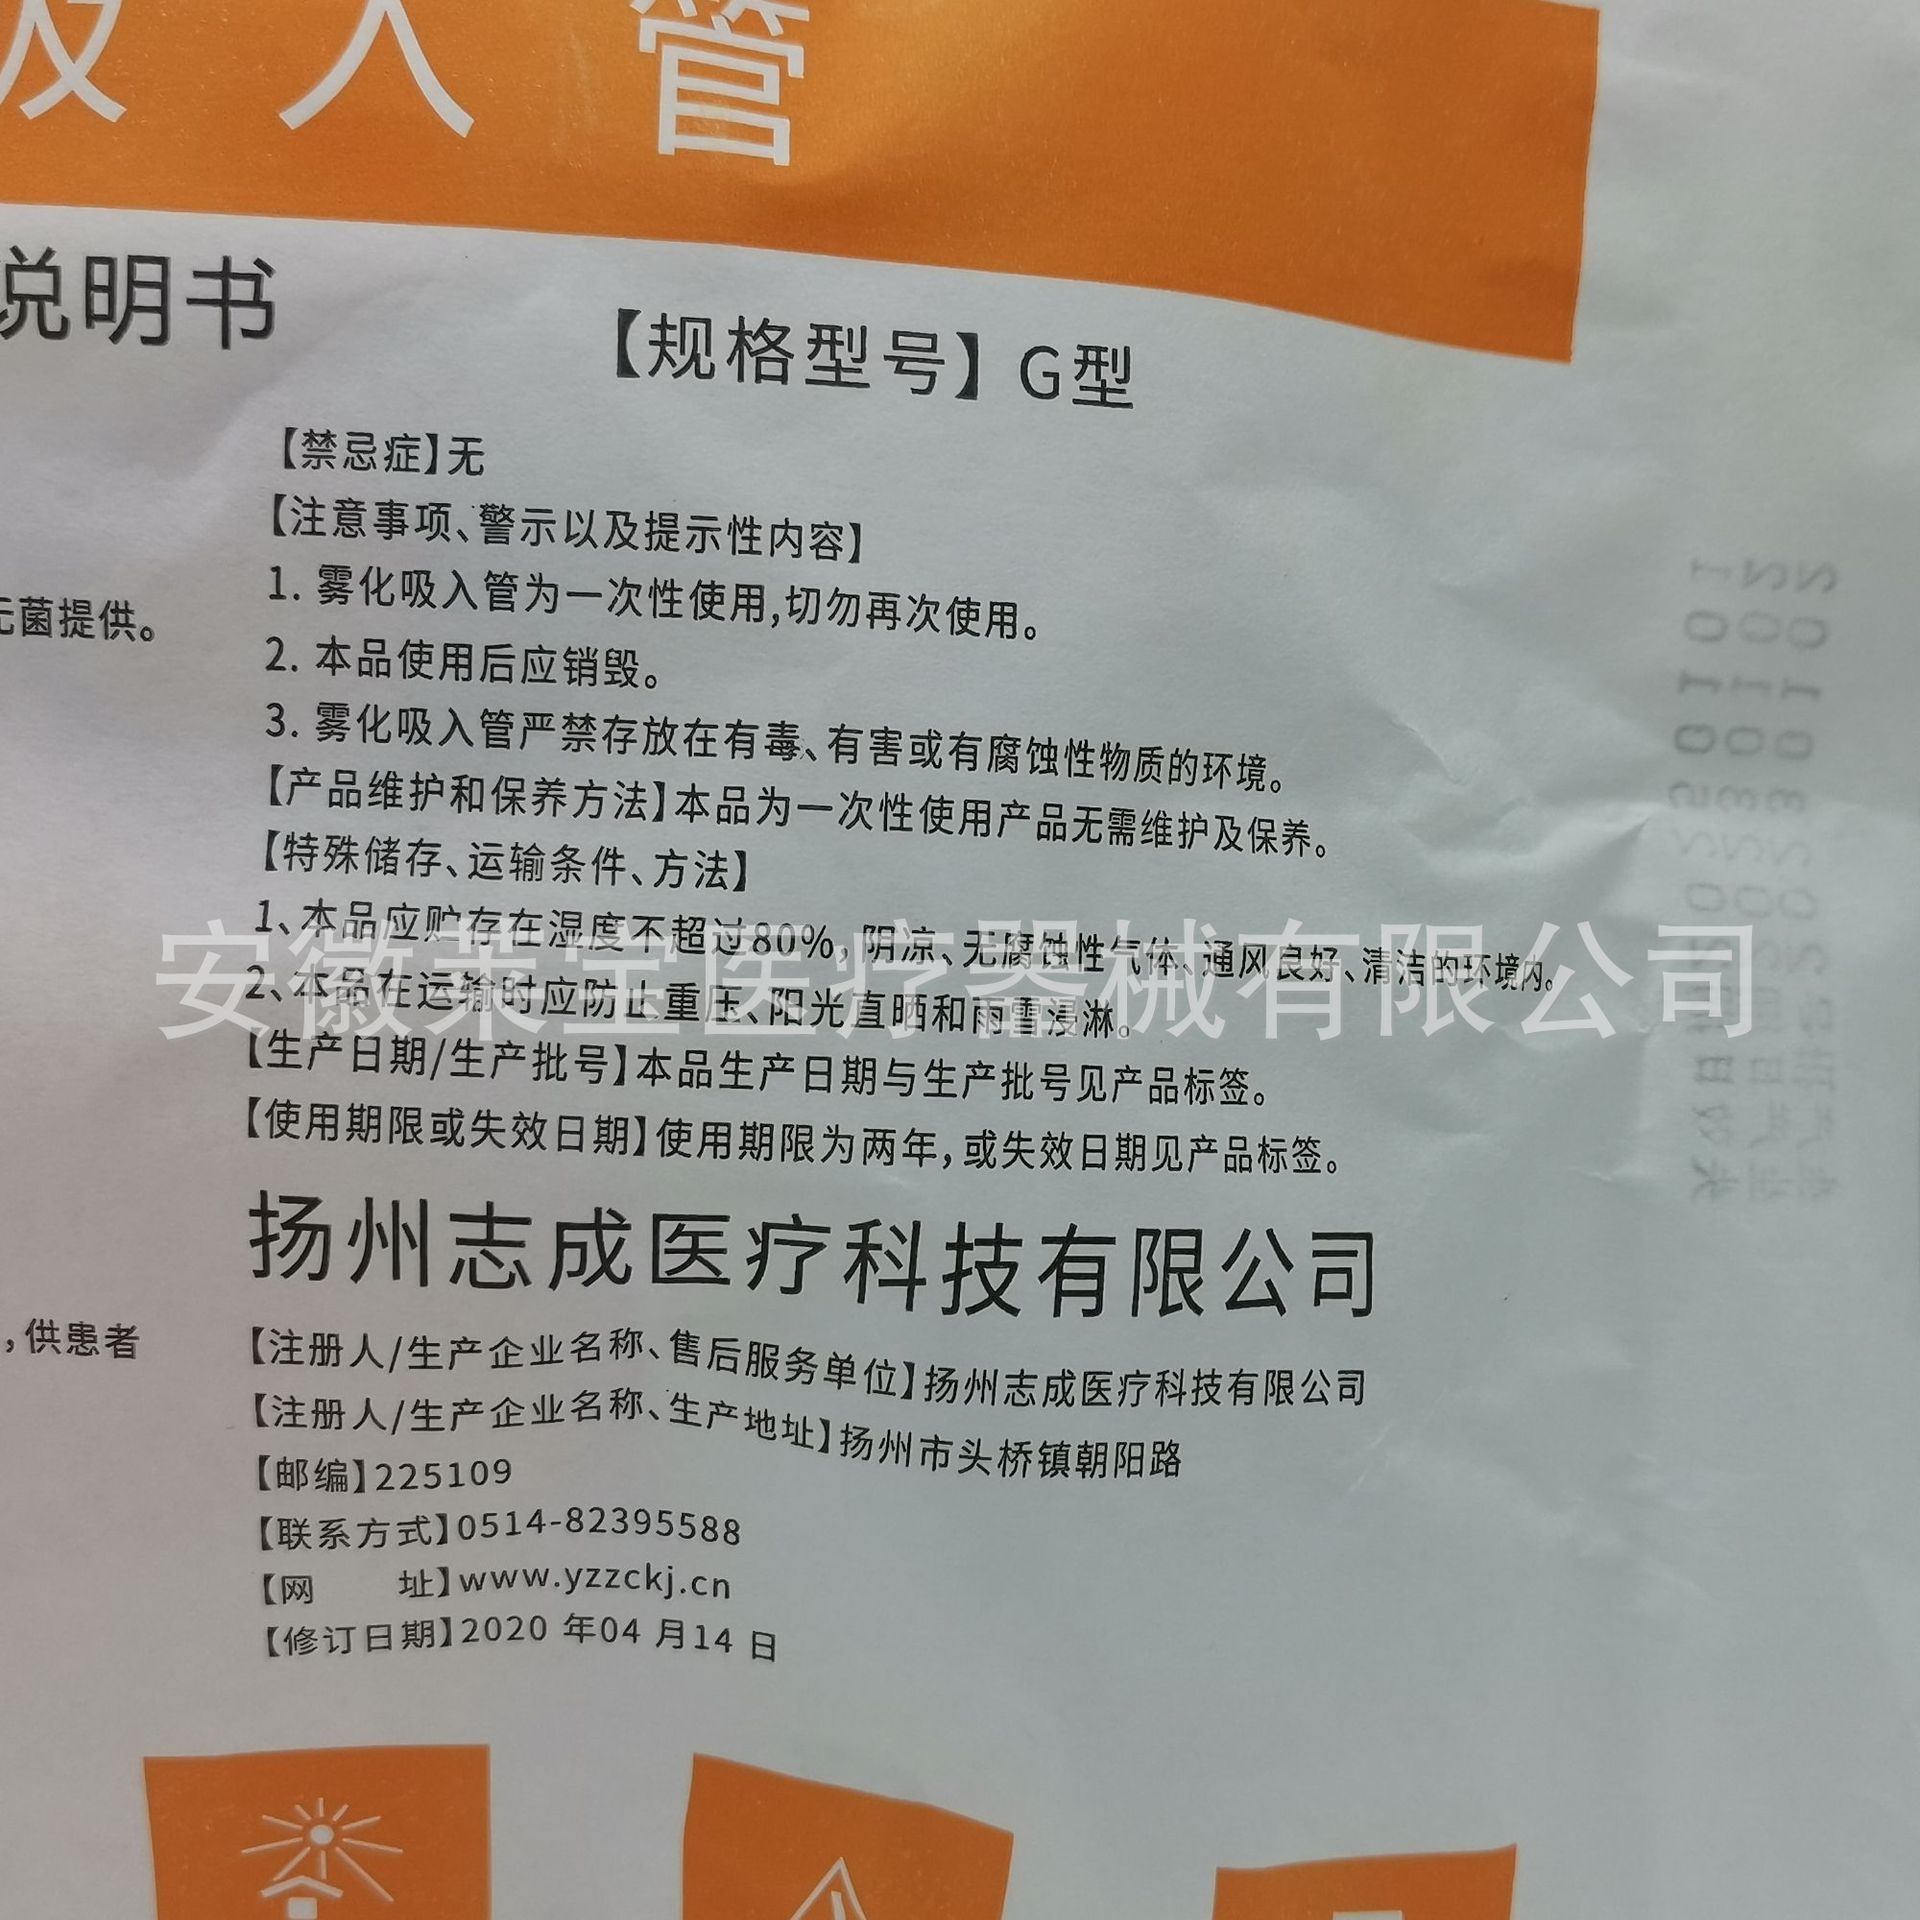 吸入管
说明书
【规格型号】G型
【禁忌症】无
【注意事项、警示以及提示性内容】
1. 雾化吸入管为一次性使用,切勿再次使用。
无菌提供。
2. 本品使用后应销毁。
3. 雾化吸入管严禁存放在有毒、有害或有腐蚀性物质的环境。
【产品维护和保养方法】本品为一次性使用产品无需维护及保养。
【特殊储存、运输条件、方法】
1、本品应贮存在湿度不超过80%，阴凉、无腐蚀性气体、通风良好、清洁的环境内。
安徽莱宝医疗器械有限公司
2、本品在运输时应防止重压、阳光直晒和雨雪浸淋。
【生产日期/生产批号】本品生产日期与生产批号见产品标签。
【使用期限或失效日期】使用期限为两年，或失效日期见产品标签。
扬州志成医疗科技有限公司
，供患者
【注册人/生产企业名称、售后服务单位】扬州志成医疗科技有限公司
【注册人/生产企业名称、生产地址】扬州市头桥镇朝阳路
【邮编】225109
【联系方式】0514-82395588
【网 址】www.yzzckj.cn
【修订日期】2020 年04 月14 日